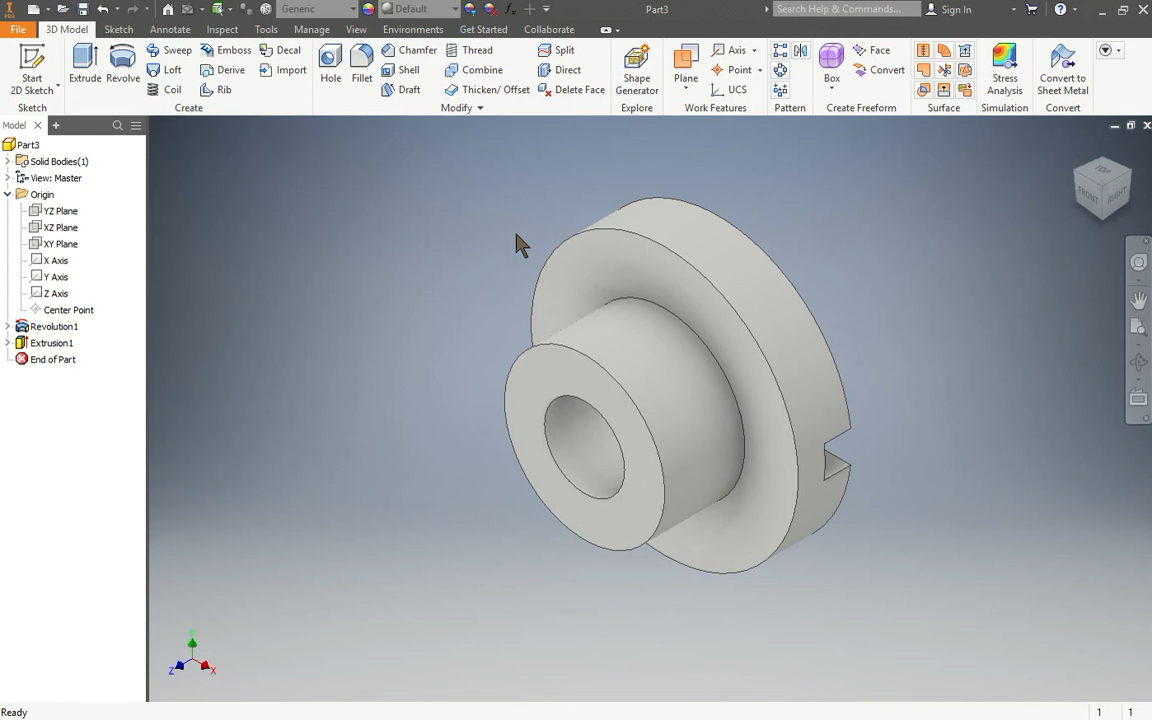 Generic
Default
fx
Part3
Search Help & Commands...
Sign In
File
3D Model
Sketch
Annotate
Inspect
Tools
Manage
View
Environments
Get Started
Collaborate
Start
2D Sketch
Extrude
Revolve
Sweep
Emboss
Decal
Loft
Derive
Import
Coil
Rib
Hole
Fillet
Chamfer
Thread
Split
Shell
Combine
Direct
Draft
Thicken/ Offset
Delete Face
Shape
Generator
Plane
Axis
Point
UCS
Box
Face
Convert
Stress
Analysis
Convert to
Sheet Metal
Sketch
Create
Modify
Explore
Work Features
Pattern
Create Freeform
Surface
Simulation
Convert
Model
Part3
Solid Bodies(1)
View: Master
Origin
YZ Plane
XZ Plane
XY Plane
X Axis
Y Axis
Z Axis
Center Point
Revolution1
Extrusion1
End of Part
TOP
FRONT
RIGHT
Z
X
Ready
1
1